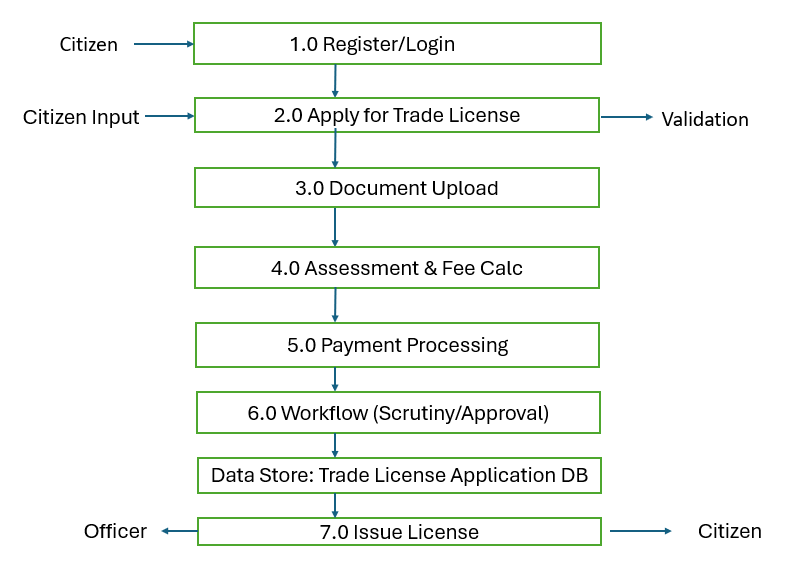 Citizen
1.0 Register/Login
Citizen Input
2.0 Apply for Trade License
Validation
3.0 Document Upload
4.0 Assessment & Fee Calc
5.0 Payment Processing
6.0 Workflow (Scrutiny/Approval)
Data Store: Trade License Application DB
Officer
7.0 Issue License
Citizen